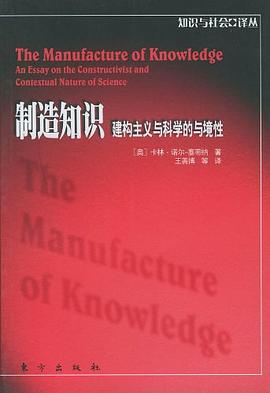 知识与社会译丛
The Manufacture of Knowledge
An Essay on the Constructivist and
Contextual Nature of Science
制造知识 建构主义与科学的与境性
[奥] 卡林·诺尔-塞蒂纳 著
王善博 等 译
The
Manufacture
of
Knowledge
东方出版社